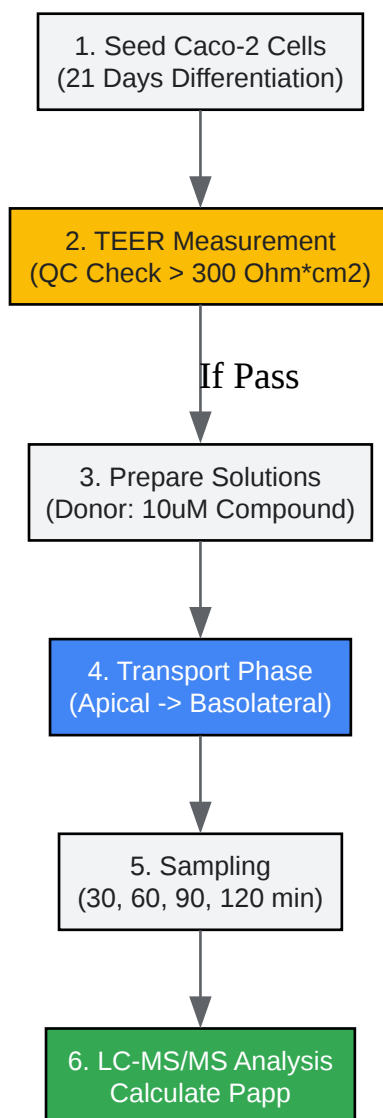 1. Seed Caco-2 Cells
(21 Days Differentiation)
2. TEER Measurement
(QC Check > 300 Ohm*cm2)
If Pass
3. Prepare Solutions
(Donor: 10uM Compound)
4. Transport Phase
(Apical -> Basolateral)
5. Sampling
(30, 60, 90, 120 min)
6. LC-MS/MS Analysis
Calculate Papp